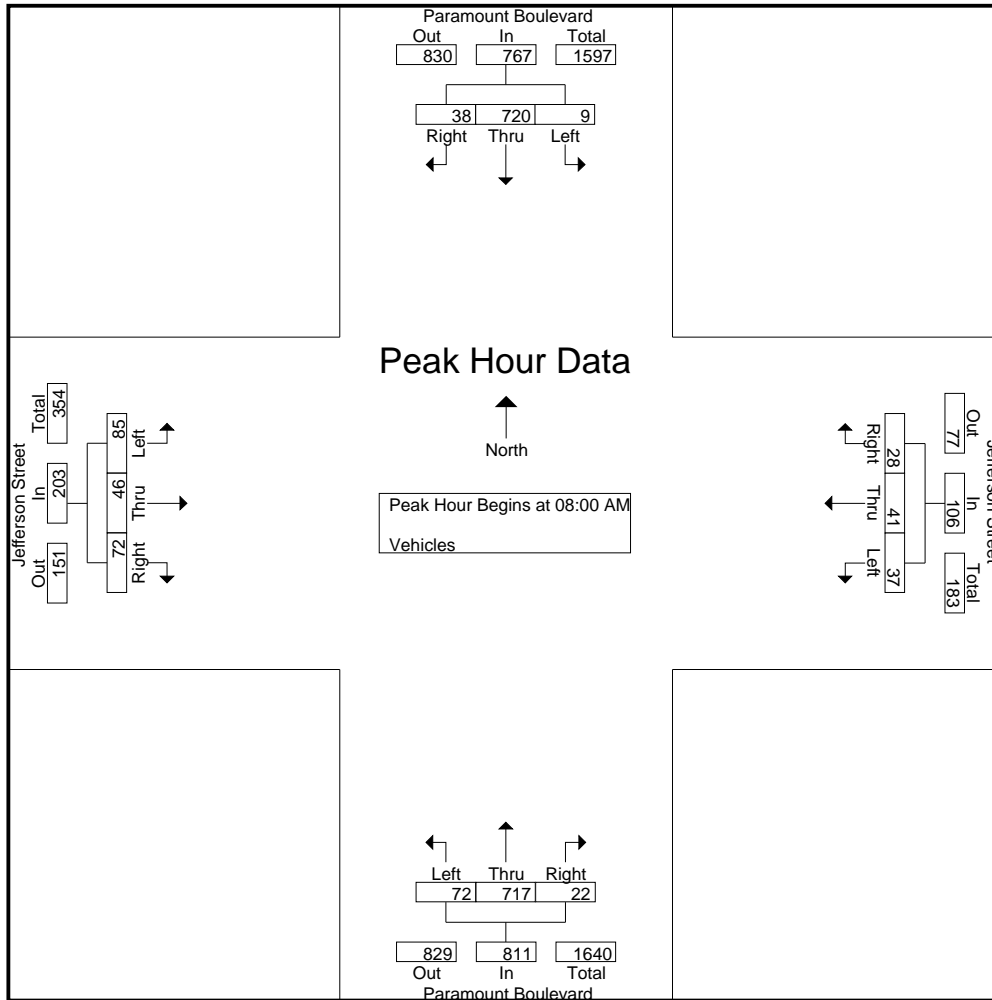 Paramount Boulevard
Out In Total
830 767 1597
38 720 9
Right Thru Left
Peak Hour Data
North
Peak Hour Begins at 08:00 AM
Vehicles
Jefferson Street
Total In Out
354 203 151
85 46 72
Left Thru Right
Right Thru Left
28 41 37
77 106 183
Out In Total
Jefferson Street
Left Thru Right
72 717 22
829 811 1640
Out In Total
Paramount Boulevard